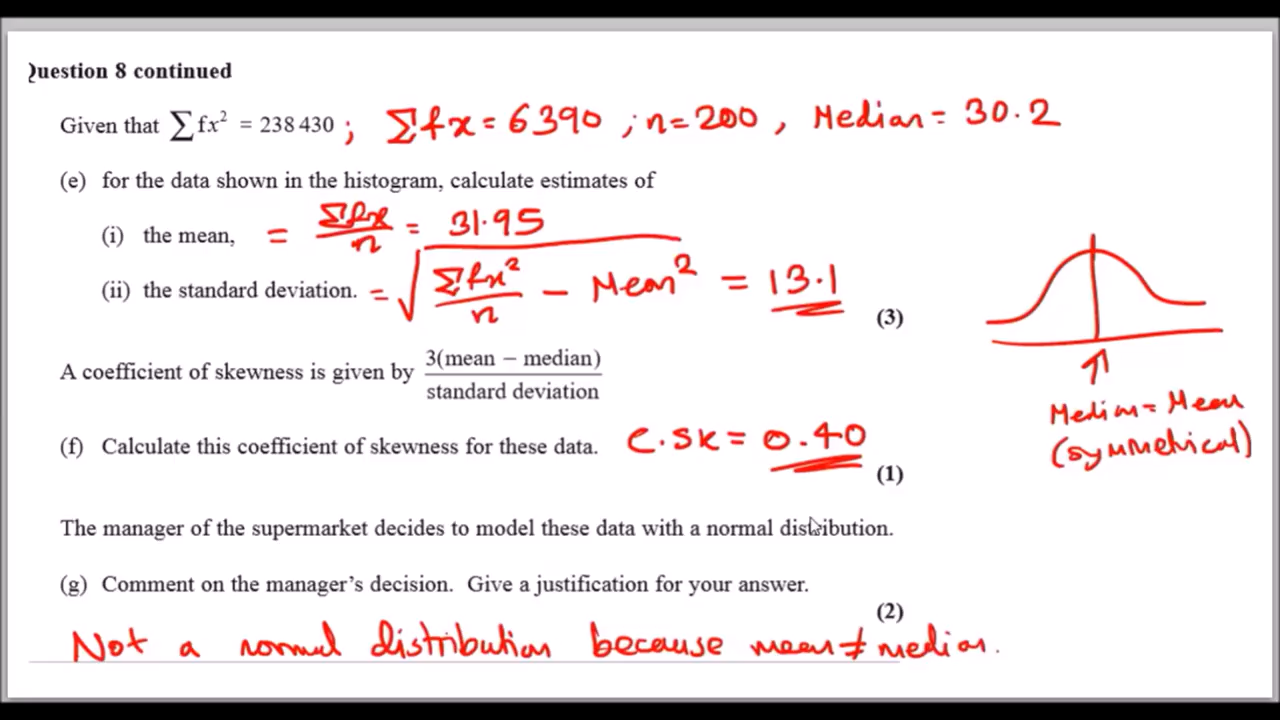 Question 8 continued
Given that ∑fx² = 238 430 ; Σfx = 6390 ; n = 200 , Median = 30.2
(e) for the data shown in the histogram, calculate estimates of
(i) the mean, = Σfx/n = 31.95
(ii) the standard deviation. = √(Σfx²/n − Mean²) = 13.1
(3)
A coefficient of skewness is given by 3(mean − median)/standard deviation
Median = Mean
(f) Calculate this coefficient of skewness for these data. C.SK = 0.40
(symmetrical)
(1)
The manager of the supermarket decides to model these data with a normal distribution.
(g) Comment on the manager's decision. Give a justification for your answer.
(2)
Not a normal distribution because mean ≠ median.